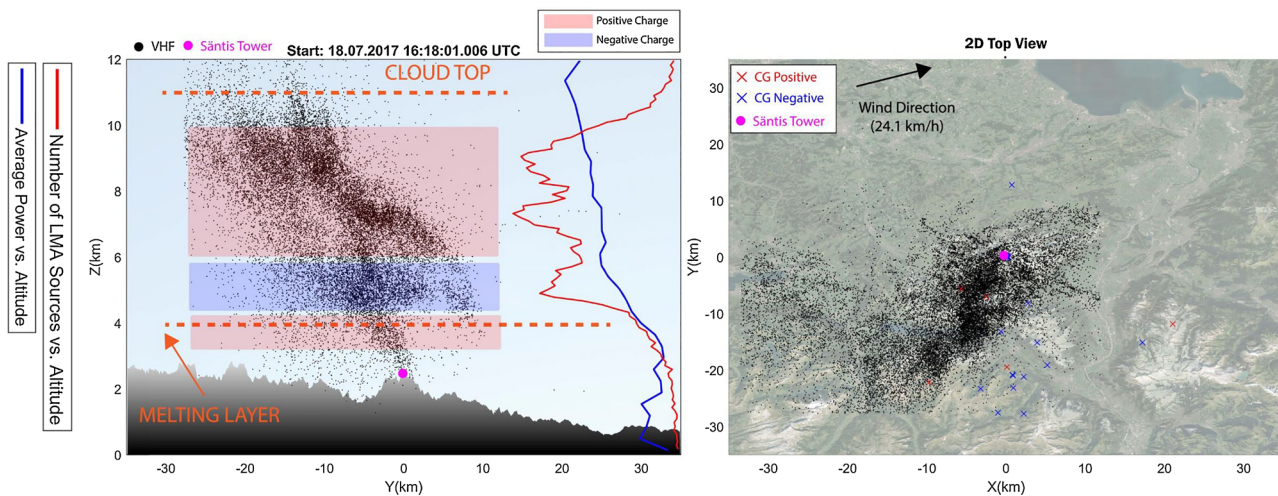 Positive Charge
Negative Charge
VHF
Säntis Tower
Start: 18.07.2017 16:18:01.006 UTC
Average Power vs. Altitude
Number of LMA Sources vs. Altitude
CLOUD TOP
MELTING LAYER
12
10
8
6
4
2
0
Z(km)
-30
-20
-10
0
10
20
30
Y(km)
2D Top View
CG Positive
CG Negative
Säntis Tower
Wind Direction
(24.1 km/h)
30
20
10
0
-10
-20
-30
Y(km)
-30
-20
-10
0
10
20
30
X(km)